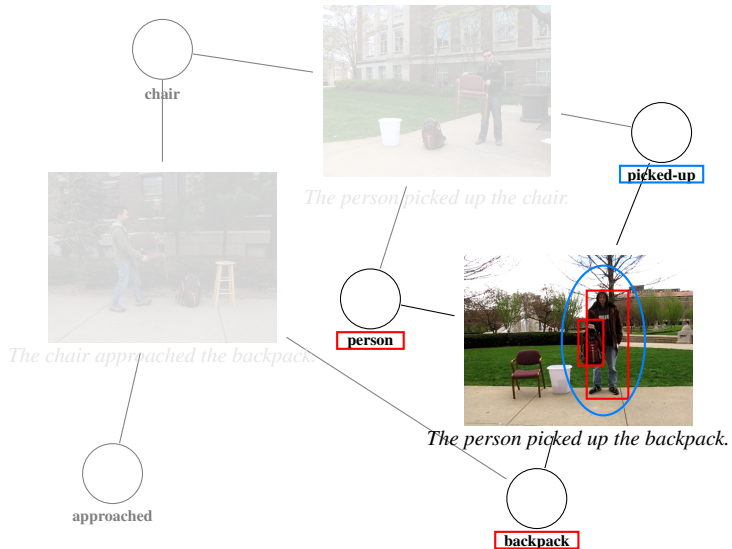 chair
picked-up
The person picked up the chair.
person
The chair approached the backpack.
The person picked up the backpack.
approached
backpack